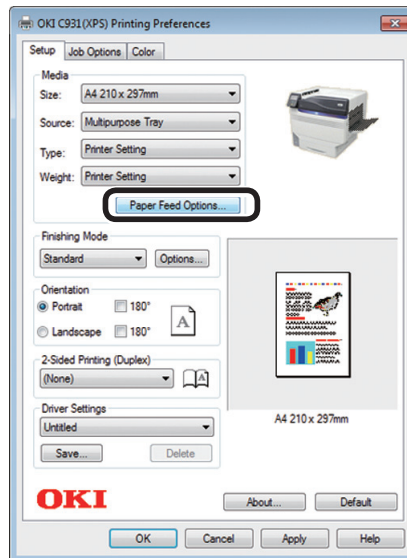 OKI C931(XPS) Printing Preferences
Setup Job Options Color
Media
Size: A4 210 x 297mm
Source: Multipurpose Tray
Type: Printer Setting
Weight: Printer Setting
Paper Feed Options...
Finishing Mode
Standard Options...
Orientation
Portrait 180°
A
Landscape 180°
2-Sided Printing (Duplex)
(None) A
Driver Settings
Untitled
A4 210 x 297mm
Save... Delete
OKI
About... Default
OK Cancel Apply Help